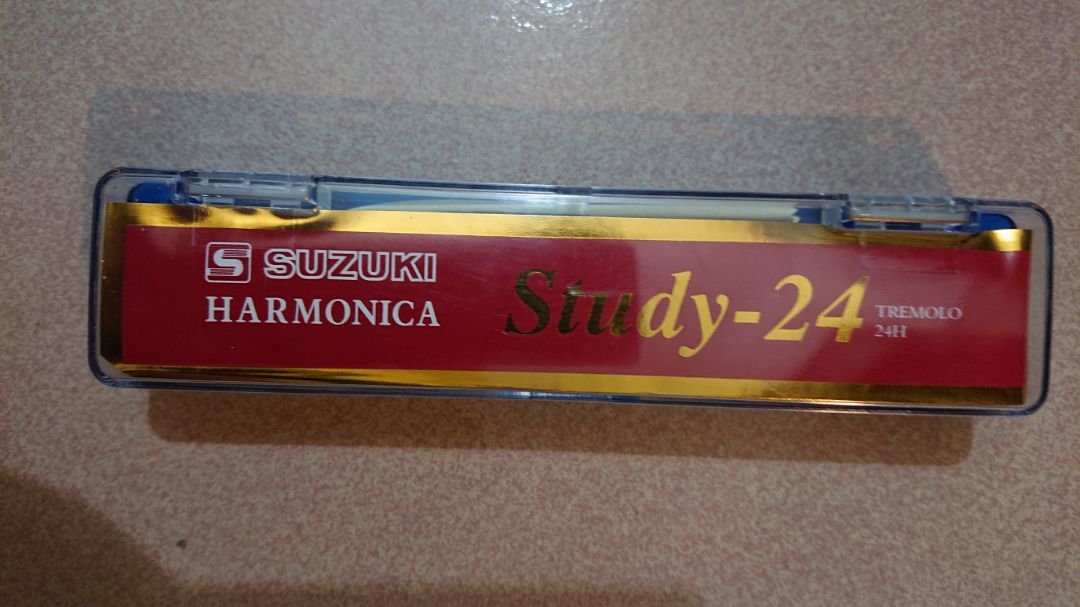 S SUZUKI
HARMONICA
Study-24
TREMOLO
24H